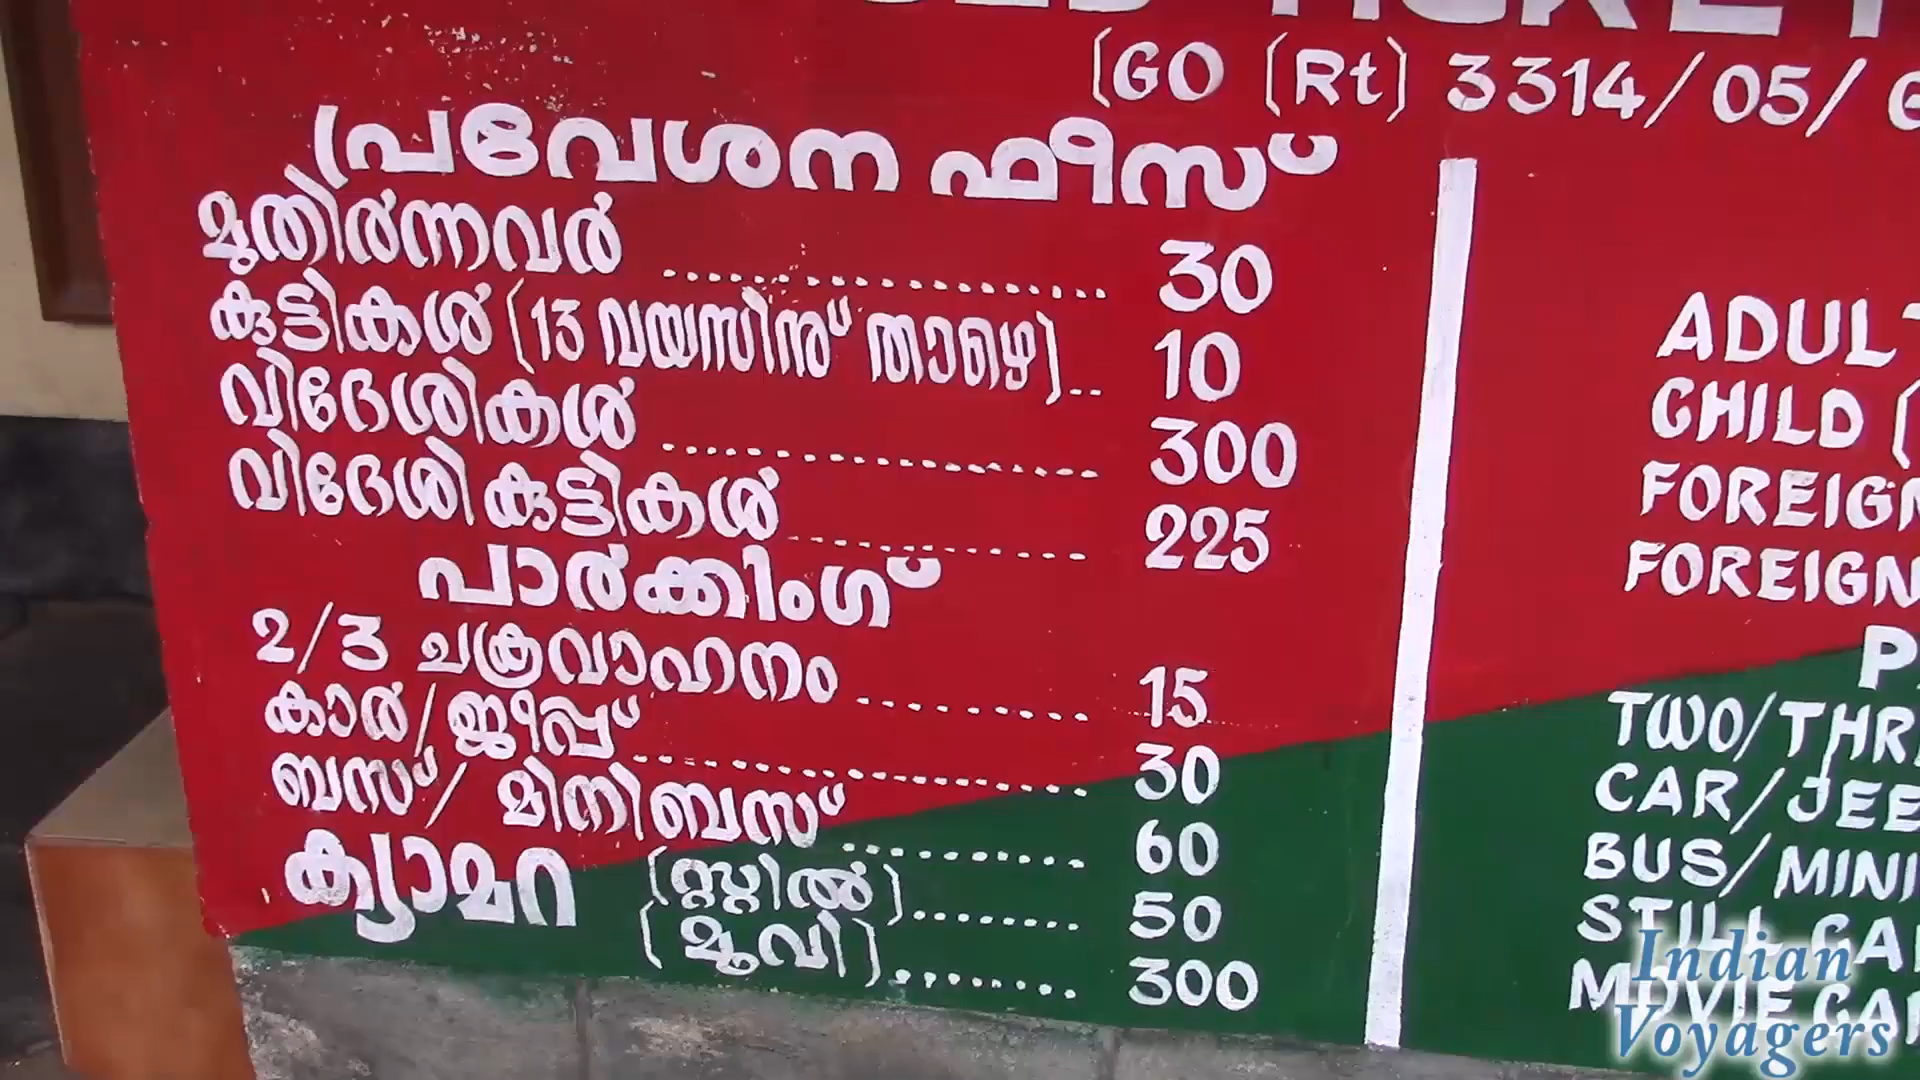 (GO (Rt) 3314/05/
പ്രവേശന ഫീസ്
മുതിർന്നവർ .................. 30
കുട്ടികൾ (13 വയസിനു് താഴെ).. 10
വിദേശികൾ .................. 300
വിദേശി കുട്ടികൾ ............... 225
പാർക്കിംഗ്
2/3 ചക്രവാഹനം .......... 15
കാർ/ജീപ്പ് ................... 30
ബസ്/ മിനിബസ് .......... 60
ക്യാമറ (സ്റ്റിൽ) ........ 50
(മൂവി) ........ 300
ADUL
CHILD (
FOREIGN
FOREIGN
P
TWO/THR
CAR/JEE
BUS/MINI
STILL CA
MOVIE CA
Indian
Voyagers